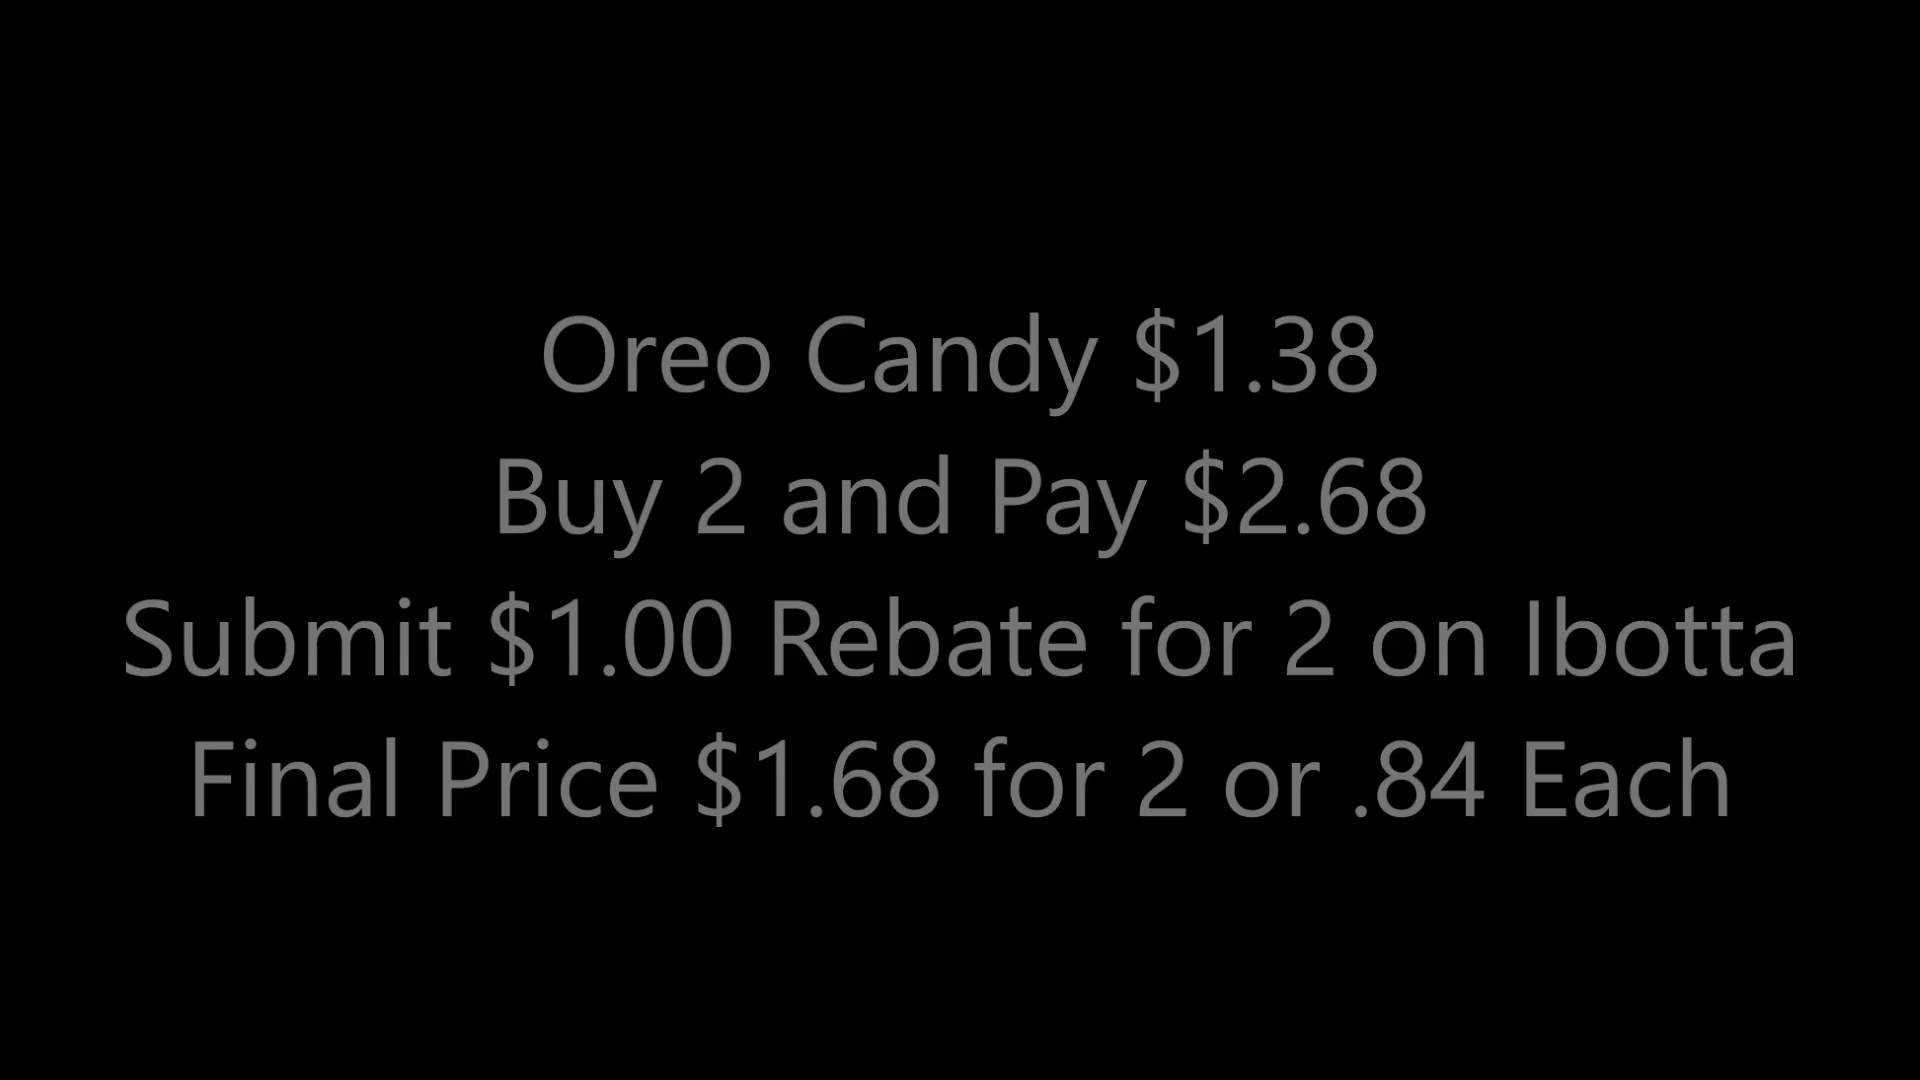 Oreo Candy $1.38
Buy 2 and Pay $2.68
Submit $1.00 Rebate for 2 on Ibotta
Final Price $1.68 for 2 or .84 Each